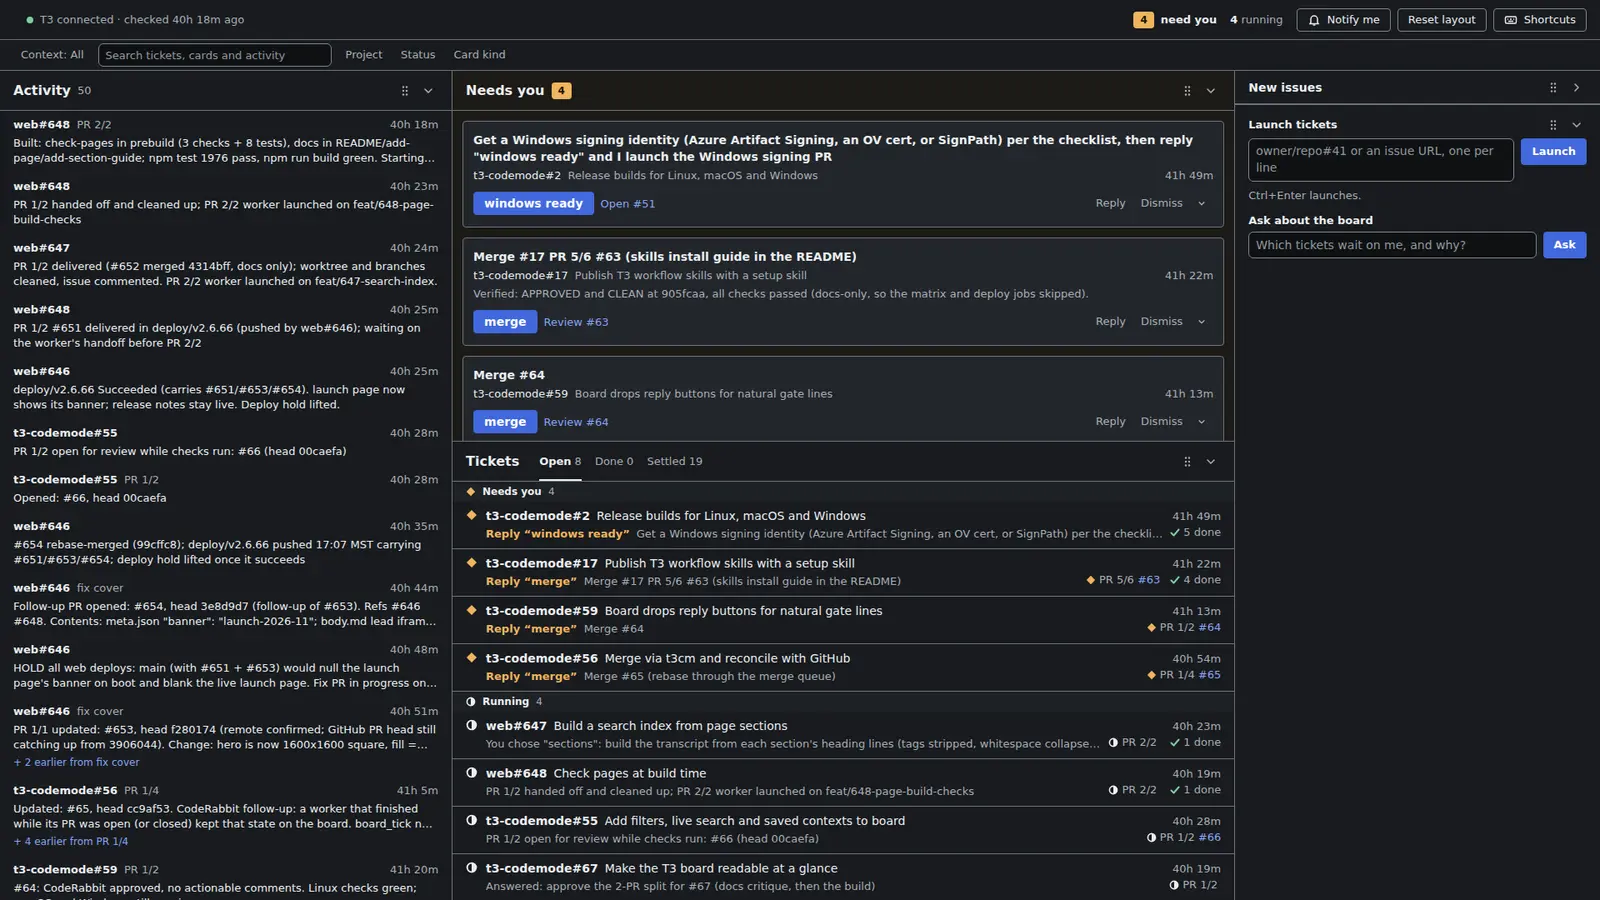 T3 connected · checked 40h 18m ago
4 need you 4 running Notify me Reset layout Shortcuts
Context: All Search tickets, cards and activity Project Status Card kind
Activity 50
web#648 PR 2/2 40h 18m
Built: check-pages in prebuild (3 checks + 8 tests), docs in README/add-
page/add-section-guide; npm test 1976 pass, npm run build green. Starting...
web#648 40h 23m
PR 1/2 handed off and cleaned up; PR 2/2 worker launched on feat/648-page-
build-checks
web#647 40h 24m
PR 1/2 delivered (#652 merged 4314bff, docs only); worktree and branches
cleaned, issue commented. PR 2/2 worker launched on feat/647-search-index.
web#648 40h 25m
PR 1/2 #651 delivered in deploy/v2.6.66 (pushed by web#646); waiting on
the worker's handoff before PR 2/2
web#646 40h 25m
deploy/v2.6.66 Succeeded (carries #651/#653/#654). launch page now
shows its banner; release notes stay live. Deploy hold lifted.
t3-codemode#55 40h 28m
PR 1/2 open for review while checks run: #66 (head 00caefa)
t3-codemode#55 PR 1/2 40h 28m
Opened: #66, head 00caefa
web#646 40h 35m
#654 rebase-merged (99cffc8); deploy/v2.6.66 pushed 17:07 MST carrying
#651/#653/#654; deploy hold lifted once it succeeds
web#646 fix cover 40h 44m
Follow-up PR opened: #654, head 3e8d9d7 (follow-up of #653). Refs #646
#648. Contents: meta.json "banner": "launch-2026-11"; body.md lead ifram...
web#646 40h 48m
HOLD all web deploys: main (with #651 + #653) would null the launch
page's banner on boot and blank the live launch page. Fix PR in progress on...
web#646 fix cover 40h 51m
PR 1/1 updated: #653, head f280174 (remote confirmed; GitHub PR head still
catching up from 3906044). Change: hero is now 1600x1600 square, fill =...
+ 2 earlier from fix cover
t3-codemode#56 PR 1/4 41h 5m
Updated: #65, head cc9af53. CodeRabbit follow-up: a worker that finished
while its PR was open (or closed) kept that state on the board. board_tick n...
+ 4 earlier from PR 1/4
t3-codemode#59 PR 1/2 41h 20m
#64: CodeRabbit approved, no actionable comments. Linux checks green;
Needs you 4
Get a Windows signing identity (Azure Artifact Signing, an OV cert, or SignPath) per the checklist, then reply
"windows ready" and I launch the Windows signing PR
t3-codemode#2 Release builds for Linux, macOS and Windows 41h 49m
windows ready Open #51 Reply Dismiss
Merge #17 PR 5/6 #63 (skills install guide in the README)
t3-codemode#17 Publish T3 workflow skills with a setup skill 41h 22m
Verified: APPROVED and CLEAN at 905fcaa, all checks passed (docs-only, so the matrix and deploy jobs skipped).
merge Review #63 Reply Dismiss
Merge #64
t3-codemode#59 Board drops reply buttons for natural gate lines 41h 13m
merge Review #64 Reply Dismiss
Tickets Open 8 Done 0 Settled 19
Needs you 4
t3-codemode#2 Release builds for Linux, macOS and Windows 41h 49m
Reply “windows ready” Get a Windows signing identity (Azure Artifact Signing, an OV cert, or SignPath) per the checkli... 5 done
t3-codemode#17 Publish T3 workflow skills with a setup skill 41h 22m
Reply “merge” Merge #17 PR 5/6 #63 (skills install guide in the README) PR 5/6 #63 4 done
t3-codemode#59 Board drops reply buttons for natural gate lines 41h 13m
Reply “merge” Merge #64 PR 1/2 #64
t3-codemode#56 Merge via t3cm and reconcile with GitHub 40h 54m
Reply “merge” Merge #65 (rebase through the merge queue) PR 1/4 #65
Running 4
web#647 Build a search index from page sections 40h 23m
You chose "sections": build the transcript from each section's heading lines (tags stripped, whitespace collapse... PR 2/2 1 done
web#648 Check pages at build time 40h 19m
PR 1/2 handed off and cleaned up; PR 2/2 worker launched on feat/648-page-build-checks PR 2/2 1 done
t3-codemode#55 Add filters, live search and saved contexts to board 40h 28m
PR 1/2 open for review while checks run: #66 (head 00caefa) PR 1/2 #66
t3-codemode#67 Make the T3 board readable at a glance 40h 19m
Answered: approve the 2-PR split for #67 (docs critique, then the build) PR 1/2
New issues
Launch tickets
owner/repo#41 or an issue URL, one per
line
Launch
Ctrl+Enter launches.
Ask about the board
Which tickets wait on me, and why? Ask